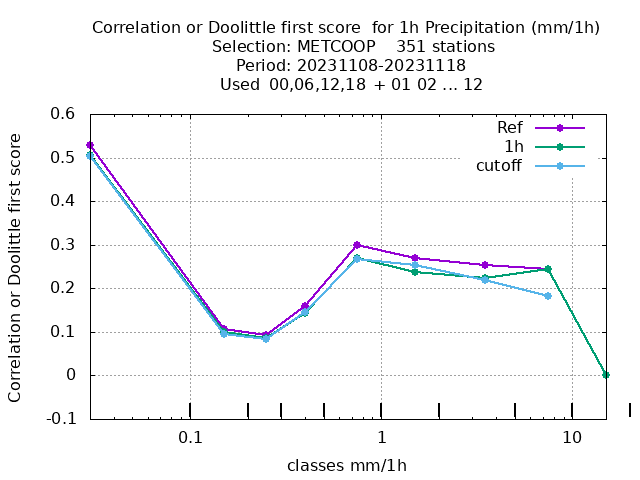 Correlation or Doolittle first score  for 1h Precipitation (mm/1h)
Selection: METCOOP    351 stations
Period: 20231108-20231118
Used  00,06,12,18  + 01 02 ... 12
Ref
1h
cutoff
Correlation or Doolittle first score
0.6
0.5
0.4
0.3
0.2
0.1
0
-0.1
0.1
1
10
classes mm/1h